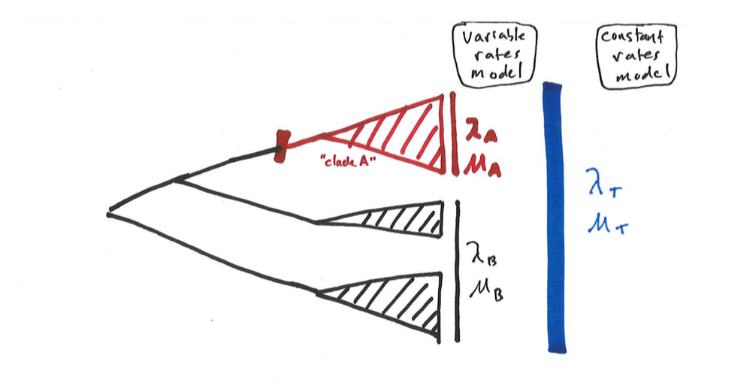 variable
rates
model
constant
rates
model
"clade A"
λA
μA
λB
μB
λT
μT